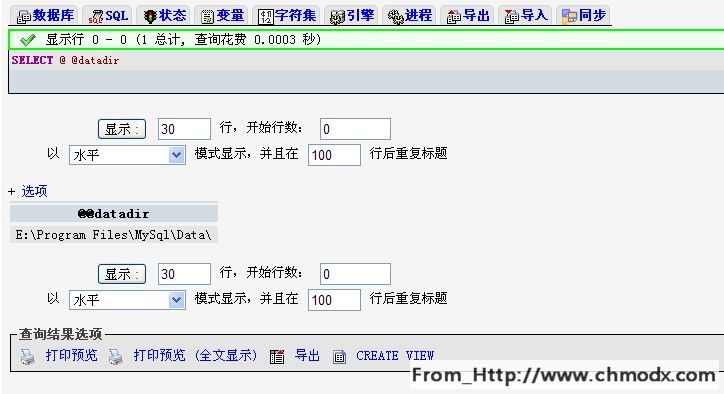 数据库 SQL 状态 变量 字符集 引擎 进程 导出 导入 同步
显示行 0 - 0 (1 总计, 查询花费 0.0003 秒)
SELECT @ @datadir
显示 : 30 行，开始行数： 0
以 水平 模式显示，并且在 100 行后重复标题
+ 选项
@@datadir
E:\Program Files\MySql\Data\
显示 : 30 行，开始行数： 0
以 水平 模式显示，并且在 100 行后重复标题
查询结果选项
打印预览 打印预览 (全文显示) 导出 CREATE VIEW
From_Http://www.chmodx.com